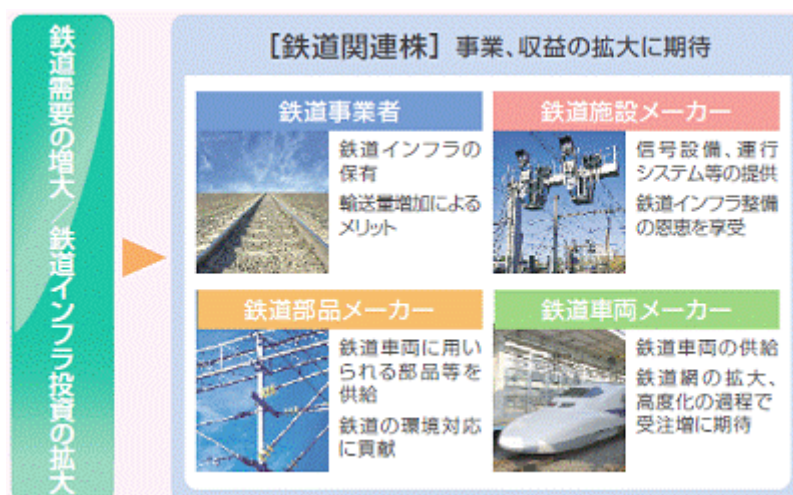 鉄道需要の増大／鉄道インフラ投資の拡大
［鉄道関連株］ 事業、収益の拡大に期待
鉄道事業者
鉄道インフラの
保有
輸送量増加による
メリット
鉄道施設メーカー
信号設備、運行
システム等の提供
鉄道インフラ整備
の恩恵を享受
鉄道部品メーカー
鉄道車両に用い
られる部品等を
供給
鉄道の環境対応
に貢献
鉄道車両メーカー
鉄道車両の供給
鉄道網の拡大、
高度化の過程で
受注増に期待